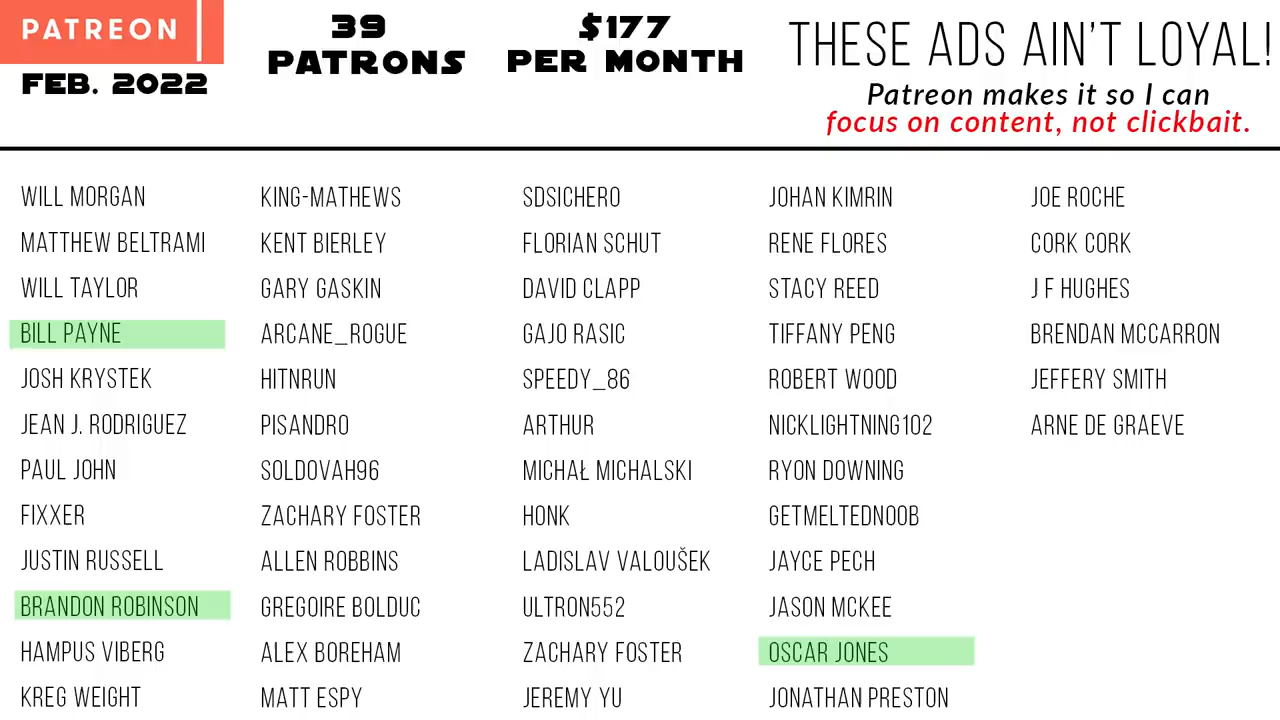 PATREON
FEB. 2022
39
PATRONS
$177
PER MONTH
THESE ADS AIN'T LOYAL!
Patreon makes it so I can
focus on content, not clickbait.
WILL MORGAN
MATTHEW BELTRAMI
WILL TAYLOR
BILL PAYNE
JOSH KRYSTEK
JEAN J. RODRIGUEZ
PAUL JOHN
FIXXER
JUSTIN RUSSELL
BRANDON ROBINSON
HAMPUS VIBERG
KREG WEIGHT
KING-MATHEWS
KENT BIERLEY
GARY GASKIN
ARCANE_ROGUE
HITNRUN
PISANDRO
SOLDOVAH96
ZACHARY FOSTER
ALLEN ROBBINS
GREGOIRE BOLDUC
ALEX BOREHAM
MATT ESPY
SDSICHERO
FLORIAN SCHUT
DAVID CLAPP
GAJO RASIC
SPEEDY_86
ARTHUR
MICHAŁ MICHALSKI
HONK
LADISLAV VALOUŠEK
ULTRON552
ZACHARY FOSTER
JEREMY YU
JOHAN KIMRIN
RENE FLORES
STACY REED
TIFFANY PENG
ROBERT WOOD
NICKLIGHTNING102
RYON DOWNING
GETMELTEDNOOB
JAYCE PECH
JASON MCKEE
OSCAR JONES
JONATHAN PRESTON
JOE ROCHE
CORK CORK
J F HUGHES
BRENDAN MCCARRON
JEFFERY SMITH
ARNE DE GRAEVE